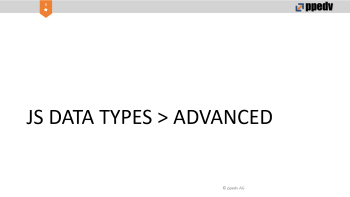 ppedv
JS DATA TYPES > ADVANCED
© ppedv AG